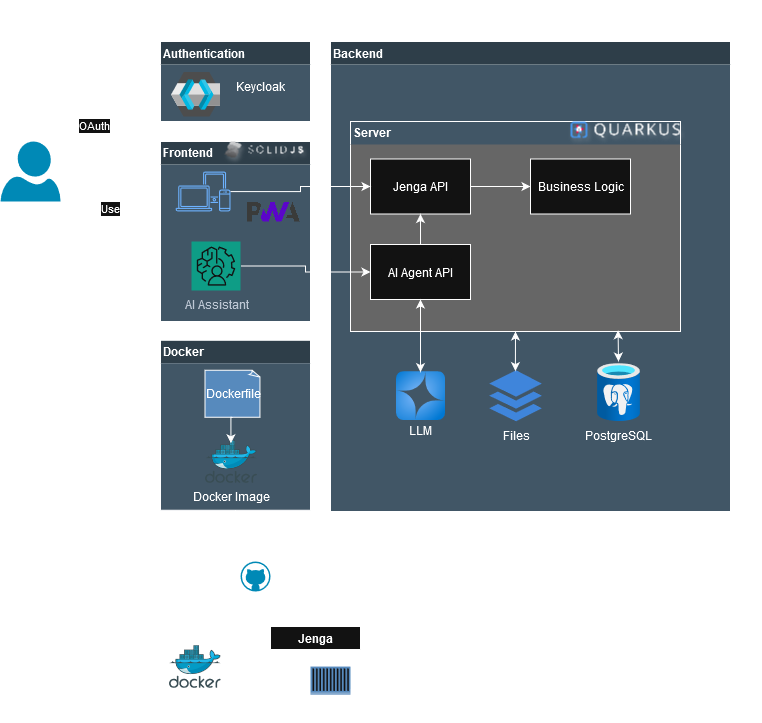 Authentication
Keycloak
Backend
OAuth
Server
QUARKUS
Frontend
SOLIDJS
Jenga API
Business Logic
PWA
Use
AI Agent API
AI Assistant
Docker
Dockerfile
docker
Docker Image
LLM
Files
PostgreSQL
Jenga
docker